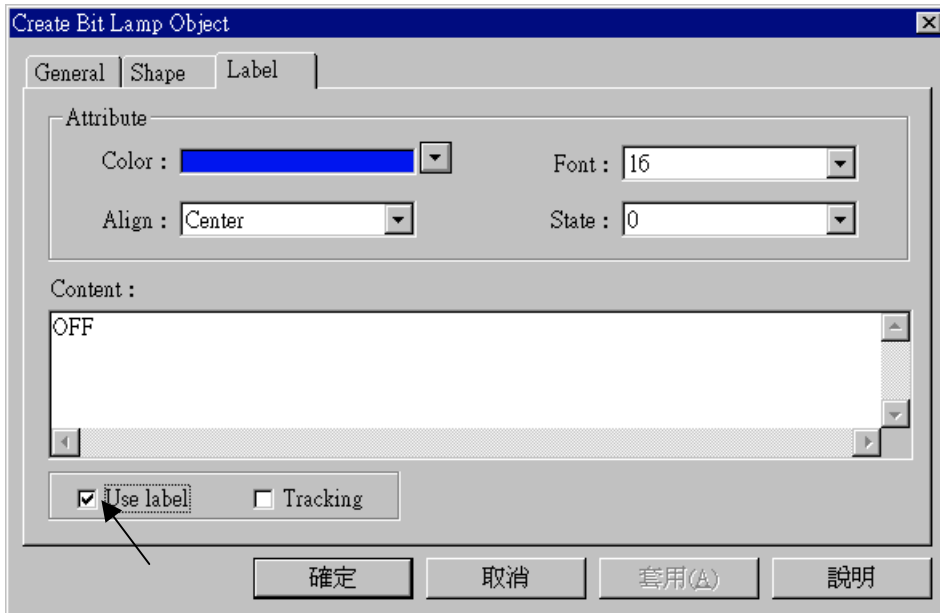 Create Bit Lamp Object
General Shape Label
Attribute
Color : Font : 16
Align : Center State : 0
Content :
OFF
Use label Tracking
確定 取消 套用(A) 說明